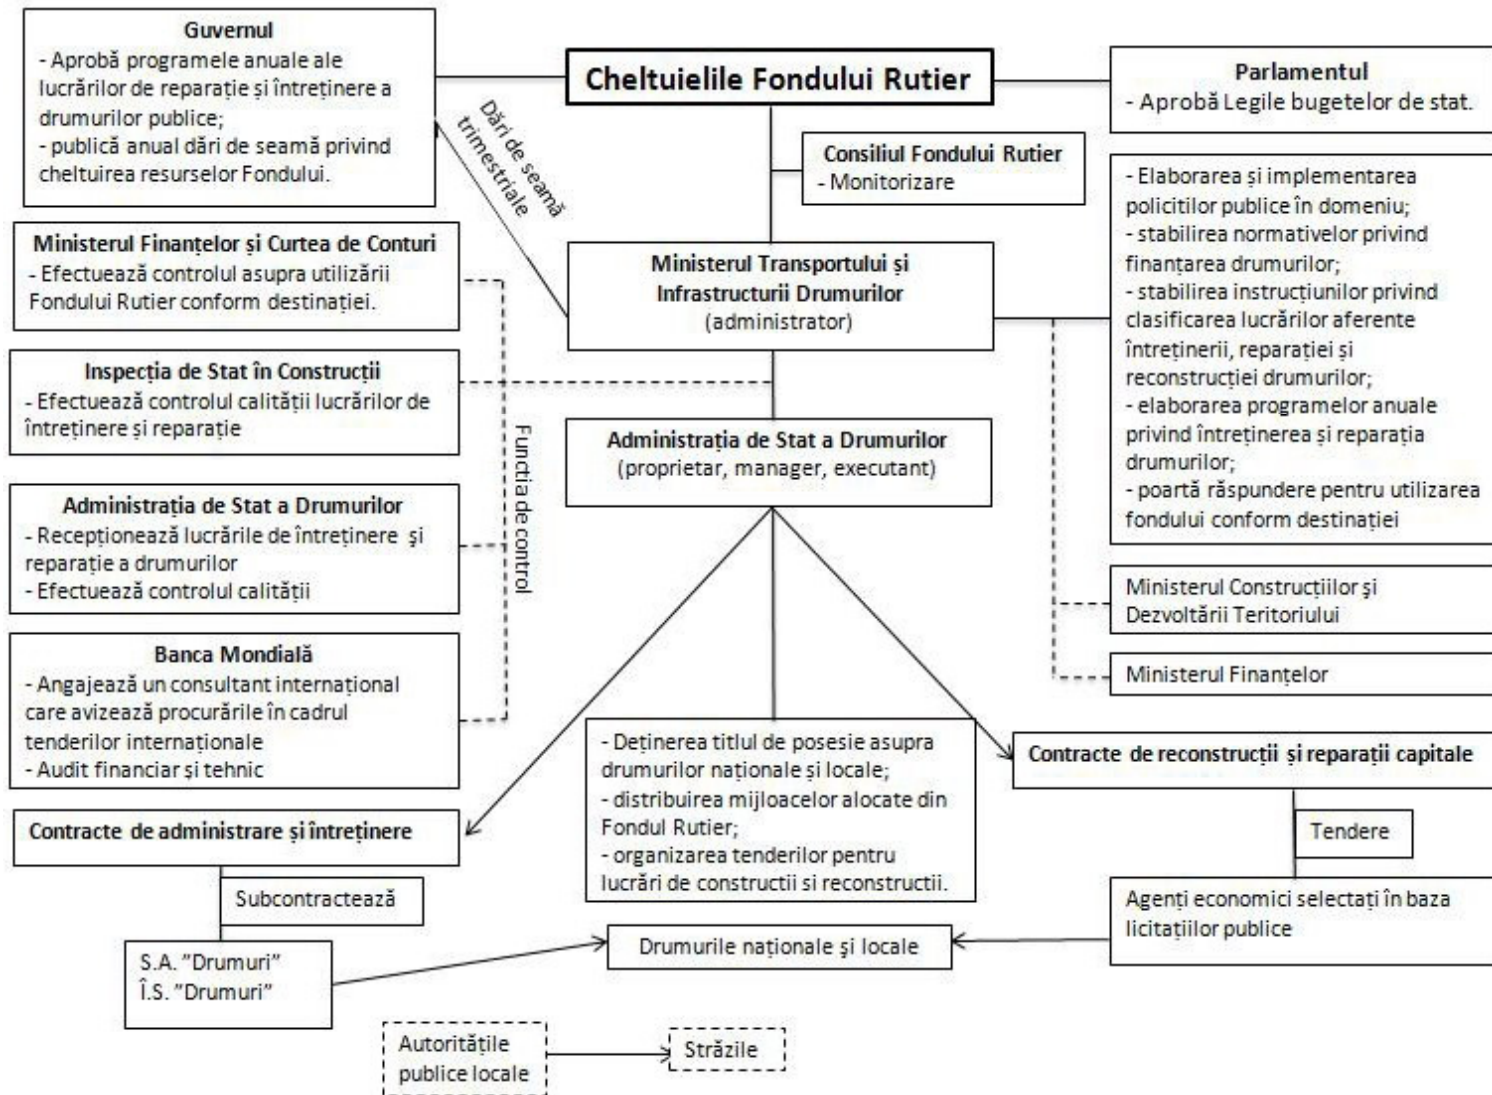 Guvernul
- Aprobă programele anuale ale
lucrărilor de reparație și întreținere a
drumurilor publice;
- publică anual dări de seamă privind
cheltuirea resurselor Fondului.
Cheltuielile Fondului Rutier
Parlamentul
- Aprobă Legile bugetelor de stat.
Dări de seamă
trimestriale
Consiliul Fondului Rutier
- Monitorizare
Ministerul Finanțelor și Curtea de Conturi
- Efectuează controlul asupra utilizării
Fondului Rutier conform destinației.
Ministerul Transportului și
Infrastructurii Drumurilor
(administrator)
- Elaborarea și implementarea
policitilor publice în domeniu;
- stabilirea normativelor privind
finanțarea drumurilor;
- stabilirea instrucțiunilor privind
clasificarea lucrărilor aferente
întreținerii, reparației și
reconstrucției drumurilor;
- elaborarea programelor anuale
privind întreținerea și reparația
drumurilor;
- poartă răspundere pentru utilizarea
fondului conform destinației
Inspecția de Stat în Construcții
- Efectuează controlul calității lucrărilor de
întreținere și reparație
Functia de control
Administrația de Stat a Drumurilor
(proprietar, manager, executant)
Administrația de Stat a Drumurilor
- Recepționează lucrările de întreținere şi
reparație a drumurilor
- Efectuează controlul calității
Ministerul Construcțiilor şi
Dezvoltării Teritoriului
Ministerul Finanțelor
Banca Mondială
- Angajează un consultant internațional
care avizează procurările în cadrul
tenderilor internaționale
- Audit financiar și tehnic
- Deținerea titlul de posesie asupra
drumurilor naționale și locale;
- distribuirea mijloacelor alocate din
Fondul Rutier;
- organizarea tenderilor pentru
lucrări de constructii si reconstructii.
Contracte de reconstrucții și reparații capitale
Tendere
Agenți economici selectați în baza
licitațiilor publice
Contracte de administrare și întreținere
Subcontractează
S.A. ”Drumuri”
Î.S. ”Drumuri”
Drumurile naționale şi locale
Autoritățile
publice locale
Străzile